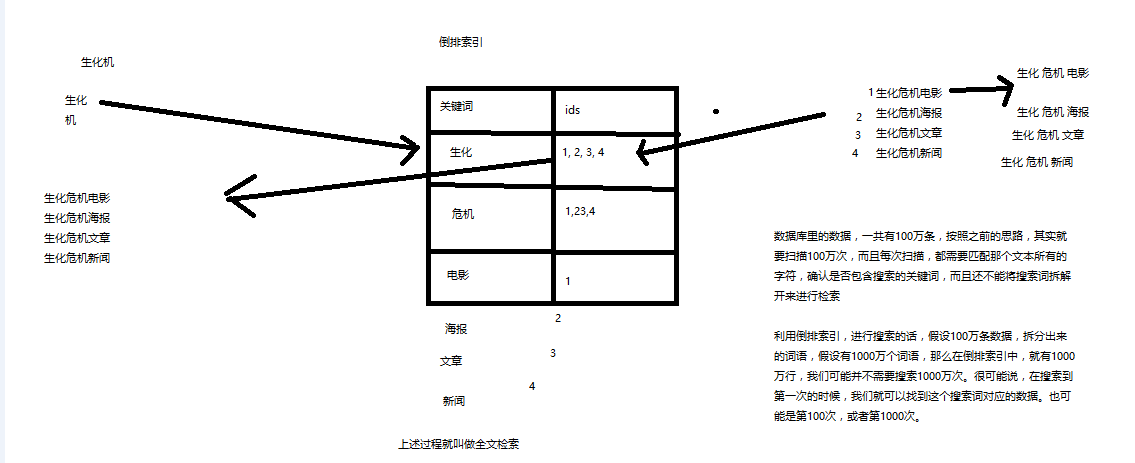 倒排索引
生化机
生化
机
生化危机电影
生化危机海报
生化危机文章
生化危机新闻
关键词 ids
生化 1, 2, 3, 4
危机 1,23,4
电影 1
海报 2
文章 3
新闻 4
上述过程就叫做全文检索
1 生化危机电影
2 生化危机海报
3 生化危机文章
4 生化危机新闻
生化 危机 电影
生化 危机 海报
生化 危机 文章
生化 危机 新闻
数据库里的数据，一共有100万条，按照之前的思路，其实就
要扫描100万次，而且每次扫描，都需要匹配那个文本所有的
字符，确认是否包含搜索的关键词，而且还不能将搜索词拆解
开来进行检索
利用倒排索引，进行搜索的话，假设100万条数据，拆分出来
的词语，假设有1000万个词语，那么在倒排索引中，就有1000
万行，我们可能并不需要搜索1000万次。很可能说，在搜索到
第一次的时候，我们就可以找到这个搜索词对应的数据。也可
能是第100次，或者第1000次。